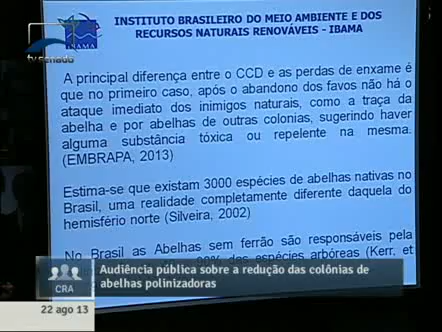 INSTITUTO BRASILEIRO DO MEIO AMBIENTE E DOS
RECURSOS NATURAIS RENOVÁVEIS - IBAMA
IBAMA
tv senado
A principal diferença entre o CCD e as perdas de enxame é
que no primeiro caso, após o abandono dos favos não há o
ataque imediato dos inimigos naturais, como a traça da
abelha e por abelhas de outras colonias, sugerindo haver
alguma substância tóxica ou repelente na mesma.
(EMBRAPA, 2013)
Estima-se que existam 3000 espécies de abelhas nativas no
Brasil, uma realidade completamente diferente daquela do
hemisfério norte (Silveira, 2002)
No Brasil as Abelhas sem ferrão são responsáveis pela
90% das espécies arbóreas (Kerr, et
CRA
Audiência pública sobre a redução das colônias de
abelhas polinizadoras
22 ago 13